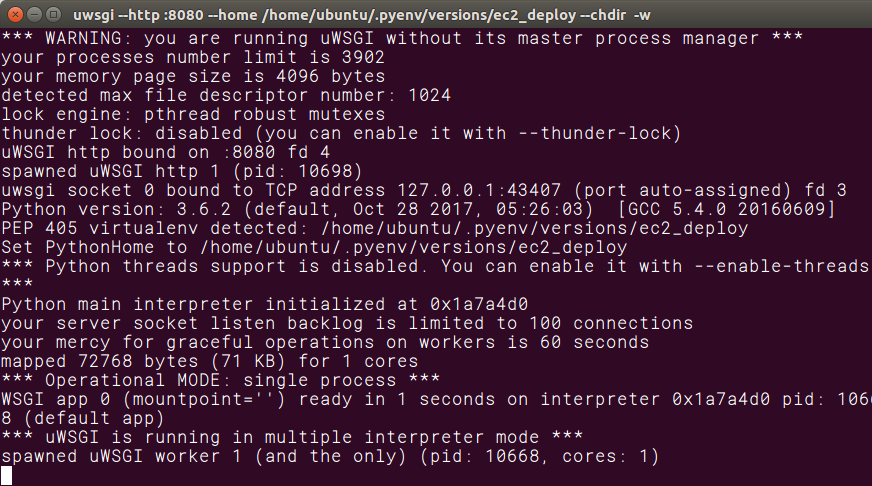 uwsgi --http :8080 --home /home/ubuntu/.pyenv/versions/ec2_deploy --chdir -w
*** WARNING: you are running uWSGI without its master process manager ***
your processes number limit is 3902
your memory page size is 4096 bytes
detected max file descriptor number: 1024
lock engine: pthread robust mutexes
thunder lock: disabled (you can enable it with --thunder-lock)
uWSGI http bound on :8080 fd 4
spawned uWSGI http 1 (pid: 10698)
uwsgi socket 0 bound to TCP address 127.0.0.1:43407 (port auto-assigned) fd 3
Python version: 3.6.2 (default, Oct 28 2017, 05:26:03)  [GCC 5.4.0 20160609]
PEP 405 virtualenv detected: /home/ubuntu/.pyenv/versions/ec2_deploy
Set PythonHome to /home/ubuntu/.pyenv/versions/ec2_deploy
*** Python threads support is disabled. You can enable it with --enable-threads
***
Python main interpreter initialized at 0x1a7a4d0
your server socket listen backlog is limited to 100 connections
your mercy for graceful operations on workers is 60 seconds
mapped 72768 bytes (71 KB) for 1 cores
*** Operational MODE: single process ***
WSGI app 0 (mountpoint='') ready in 1 seconds on interpreter 0x1a7a4d0 pid: 1066
8 (default app)
*** uWSGI is running in multiple interpreter mode ***
spawned uWSGI worker 1 (and the only) (pid: 10668, cores: 1)